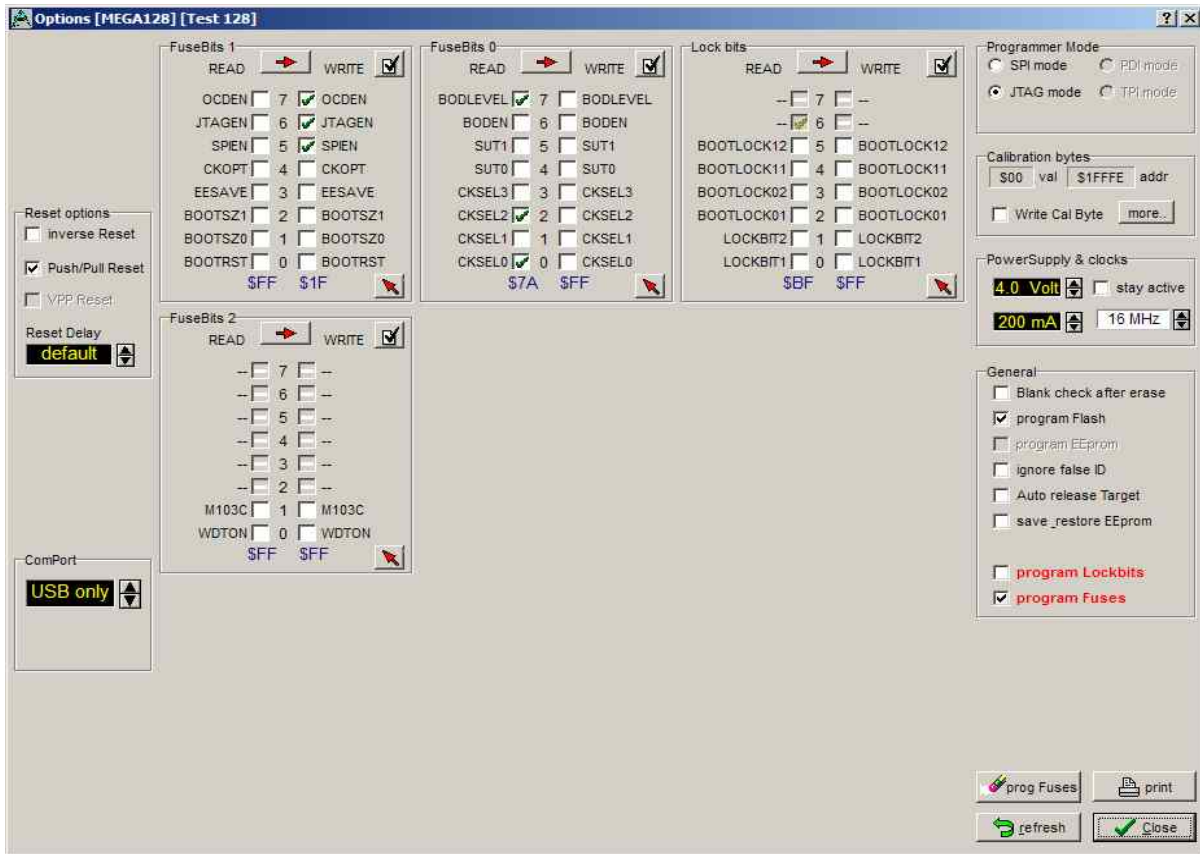 Options [MEGA128] [Test 128]
FuseBits 1
READ WRITE
OCDEN 7 OCDEN
JTAGEN 6 JTAGEN
SPIEN 5 SPIEN
CKOPT 4 CKOPT
EESAVE 3 EESAVE
BOOTSZ1 2 BOOTSZ1
BOOTSZ0 1 BOOTSZ0
BOOTRST 0 BOOTRST
$FF $1F
FuseBits 0
READ WRITE
BODLEVEL 7 BODLEVEL
BODEN 6 BODEN
SUT1 5 SUT1
SUT0 4 SUT0
CKSEL3 3 CKSEL3
CKSEL2 2 CKSEL2
CKSEL1 1 CKSEL1
CKSEL0 0 CKSEL0
$7A $FF
Lock bits
READ WRITE
-- 7 --
-- 6 --
BOOTLOCK12 5 BOOTLOCK12
BOOTLOCK11 4 BOOTLOCK11
BOOTLOCK02 3 BOOTLOCK02
BOOTLOCK01 2 BOOTLOCK01
LOCKBIT2 1 LOCKBIT2
LOCKBIT1 0 LOCKBIT1
$BF $FF
Programmer Mode
SPI mode PDI mode
JTAG mode TPI mode
Calibration bytes
$00 val $1FFFE addr
Write Cal Byte more..
PowerSupply & clocks
4.0 Volt stay active
200 mA 16 MHz
Reset options
inverse Reset
Push/Pull Reset
VPP Reset
Reset Delay
default
FuseBits 2
READ WRITE
-- 7 --
-- 6 --
-- 5 --
-- 4 --
-- 3 --
-- 2 --
M103C 1 M103C
WDTON 0 WDTON
$FF $FF
General
Blank check after erase
program Flash
program EEprom
ignore false ID
Auto release Target
save _restore EEprom
program Lockbits
program Fuses
ComPort
USB only
prog Fuses print
refresh Close